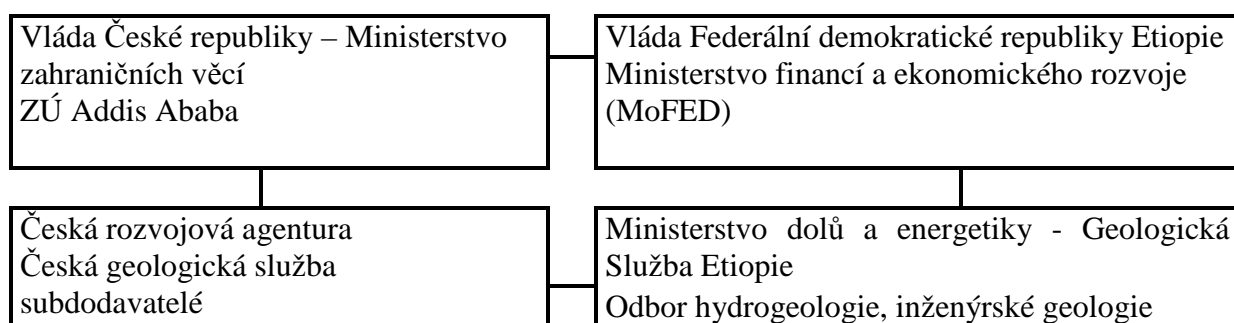 Vláda České republiky – Ministerstvo
zahraničních věcí
ZÚ Addis Ababa
Vláda Federální demokratické republiky Etiopie
Ministerstvo financí a ekonomického rozvoje
(MoFED)
Česká rozvojová agentura
Česká geologická služba
subdodavatelé
Ministerstvo dolů a energetiky - Geologická
Služba Etiopie
Odbor hydrogeologie, inženýrské geologie